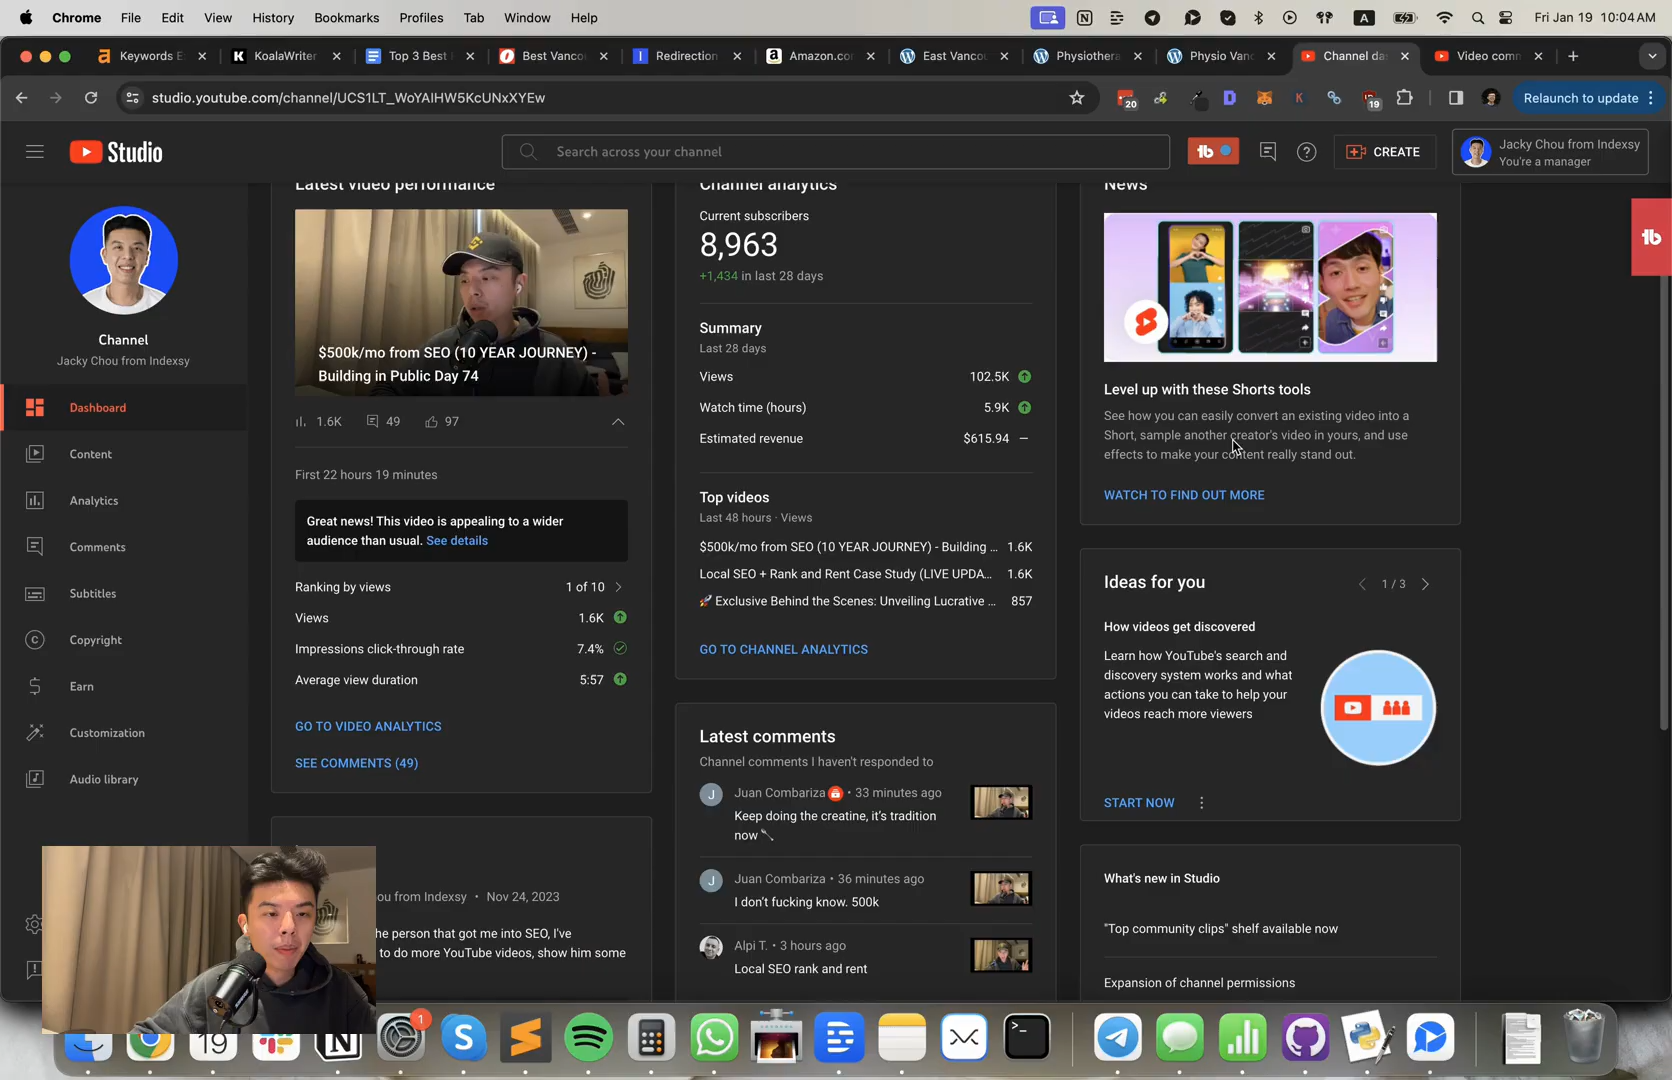 Chrome File Edit View History Bookmarks Profiles Tab Window Help
A
Fri Jan 19 10:04 AM
Keywords E
KoalaWriter
Top 3 Best
Best Vanco
Redirection
Amazon.co
East Vanco
Physiothera
Physio Van
Channel da
Video com
studio.youtube.com/channel/UCS1LT_WoYAIHW5KcUNxXYEw
20
19
Relaunch to update
Studio
Search across your channel
CREATE
Jacky Chou from Indexsy
You're a manager
Channel
Jacky Chou from Indexsy
Dashboard
Content
Analytics
Comments
Subtitles
Copyright
Earn
Customization
Audio library
Latest video performance
$500k/mo from SEO (10 YEAR JOURNEY) -
Building in Public Day 74
1.6K 49 97
First 22 hours 19 minutes
Great news! This video is appealing to a wider
audience than usual. See details
Ranking by views 1 of 10
Views 1.6K
Impressions click-through rate 7.4%
Average view duration 5:57
GO TO VIDEO ANALYTICS
SEE COMMENTS (49)
ou from Indexsy • Nov 24, 2023
he person that got me into SEO, I've
to do more YouTube videos, show him some
Channel analytics
Current subscribers
8,963
+1,434 in last 28 days
Summary
Last 28 days
Views 102.5K
Watch time (hours) 5.9K
Estimated revenue $615.94 —
Top videos
Last 48 hours · Views
$500k/mo from SEO (10 YEAR JOURNEY) - Building ... 1.6K
Local SEO + Rank and Rent Case Study (LIVE UPDA... 1.6K
🚀 Exclusive Behind the Scenes: Unveiling Lucrative ... 857
GO TO CHANNEL ANALYTICS
Latest comments
Channel comments I haven't responded to
J
Juan Combariza • 33 minutes ago
Keep doing the creatine, it's tradition
now 🥄
J
Juan Combariza • 36 minutes ago
I don't fucking know. 500k
Alpi T. • 3 hours ago
Local SEO rank and rent
News
Level up with these Shorts tools
See how you can easily convert an existing video into a
Short, sample another creator's video in yours, and use
effects to make your content really stand out.
WATCH TO FIND OUT MORE
Ideas for you
1 / 3
How videos get discovered
Learn how YouTube's search and
discovery system works and what
actions you can take to help your
videos reach more viewers
START NOW
What's new in Studio
"Top community clips" shelf available now
Expansion of channel permissions
19
1